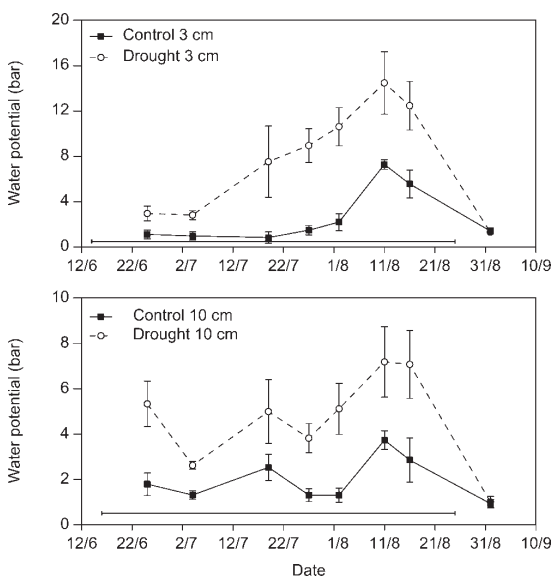 Water potential (bar)
20
16
12
8
4
0
Control 3 cm
Drought 3 cm
12/6 22/6 2/7 12/7 22/7 1/8 11/8 21/8 31/8 10/9
Water potential (bar)
10
8
6
4
2
0
Control 10 cm
Drought 10 cm
12/6 22/6 2/7 12/7 22/7 1/8 11/8 21/8 31/8 10/9
Date